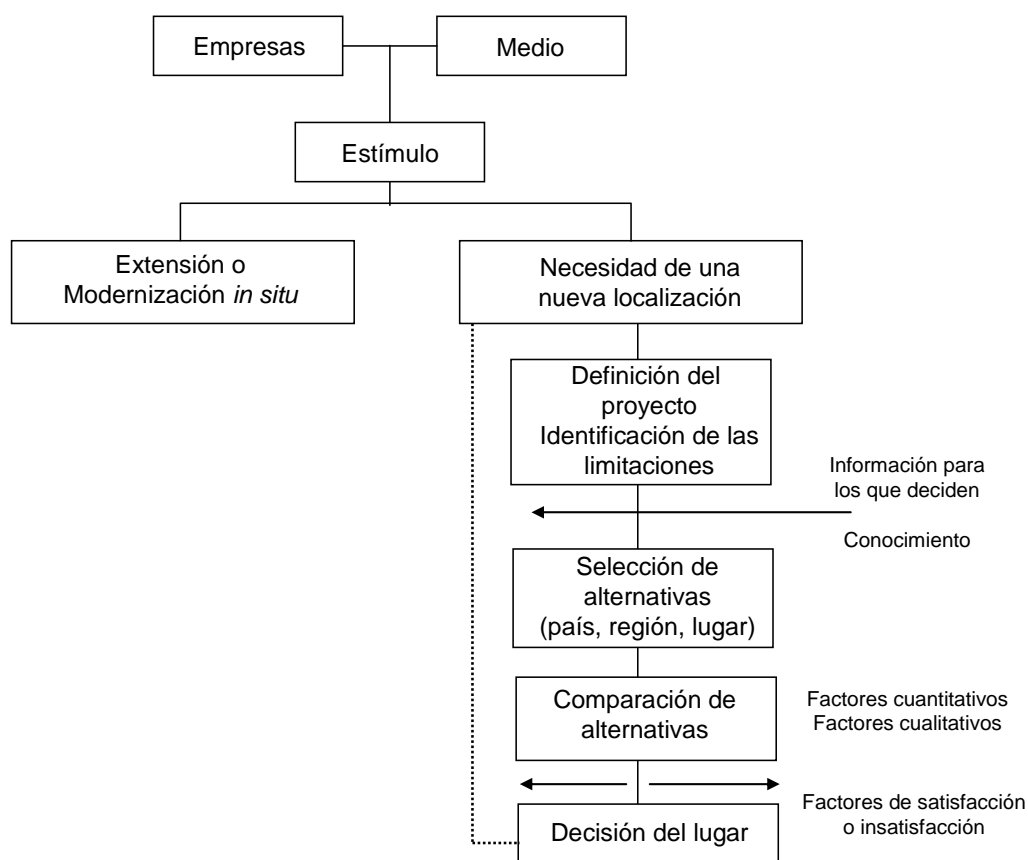 Empresas
Medio
Estímulo
Extensión o
Modernización in situ
Necesidad de una
nueva localización
Definición del
proyecto
Identificación de las
limitaciones
Información para
los que deciden
Conocimiento
Selección de
alternativas
(país, región, lugar)
Comparación de
alternativas
Factores cuantitativos
Factores cualitativos
Factores de satisfacción
o insatisfacción
Decisión del lugar